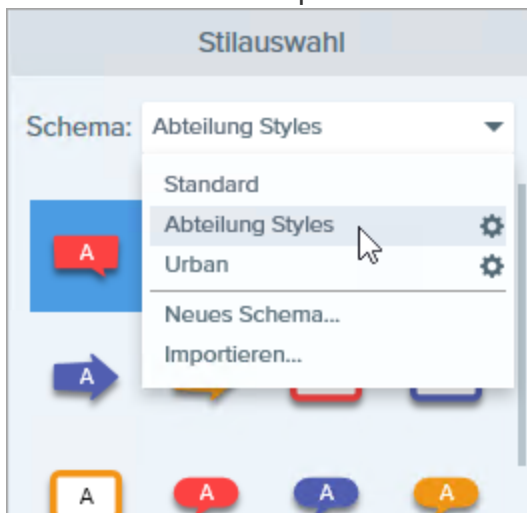 Stilauswahl
Schema: Abteilung Styles
Standard
Abteilung Styles
Urban
Neues Schema...
Importieren...
A
A
A A A A